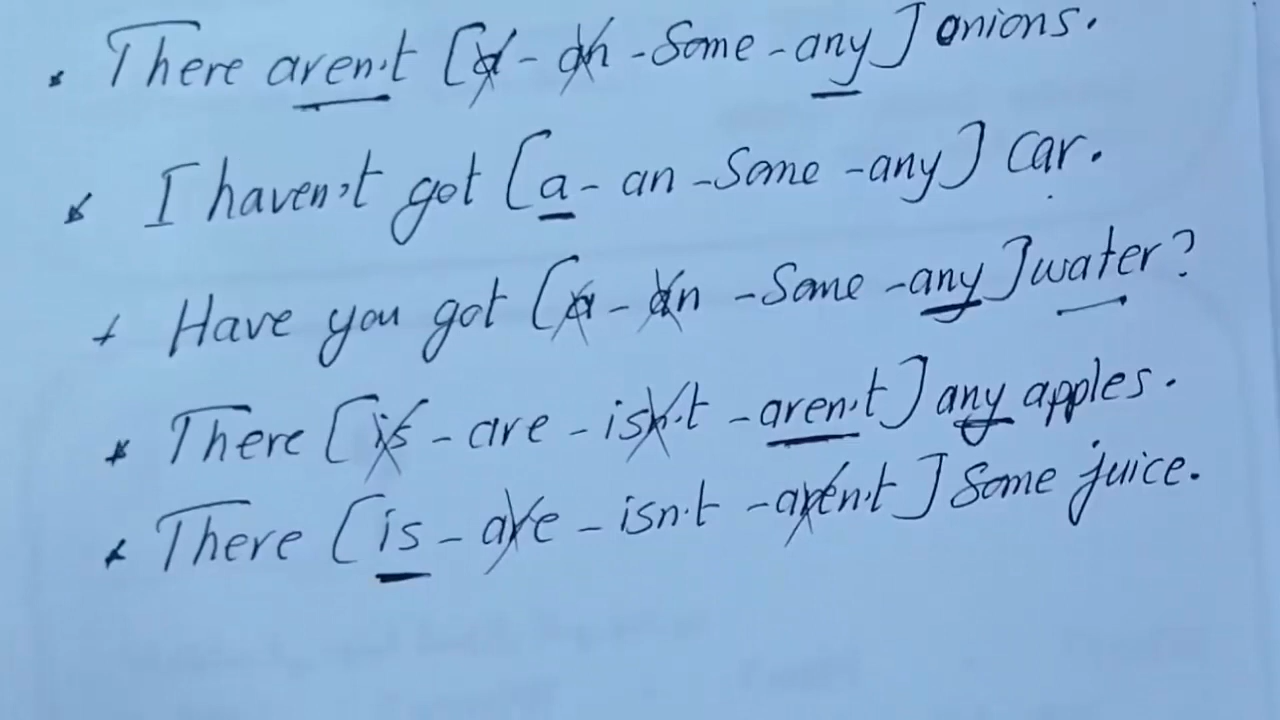 There aren't [a - an - Some - any] onions.
I haven't got [a - an - Some - any] car.
Have you got [a - an - Some - any] water?
There [is - are - isn't - aren't] any apples.
There [is - are - isn't - aren't] Some juice.